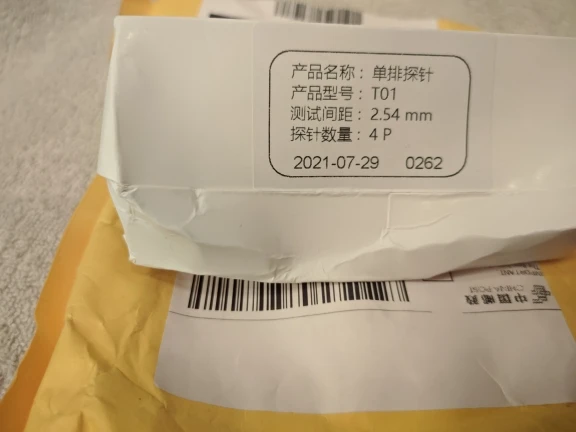 产品名称：单排探针
产品型号：T01
测试间距：2.54 mm
探针数量：4 P
2021-07-29 0262
中国邮政